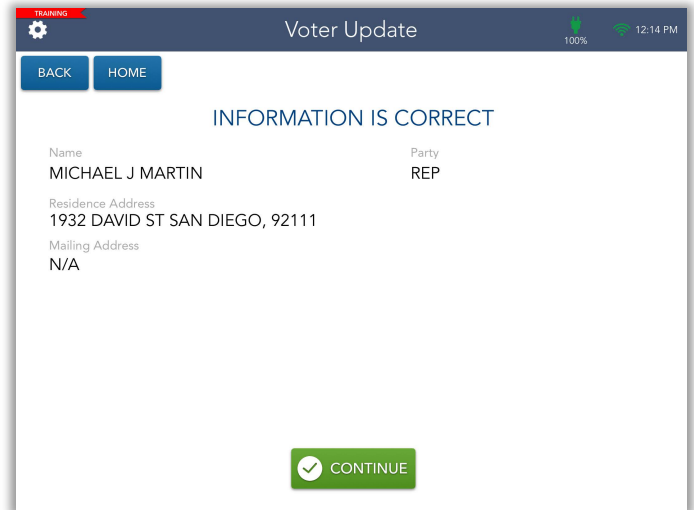 TRAINING
Voter Update
100%
12:14 PM
BACK HOME
INFORMATION IS CORRECT
Name Party
MICHAEL J MARTIN REP
Residence Address
1932 DAVID ST SAN DIEGO, 92111
Mailing Address
N/A
CONTINUE